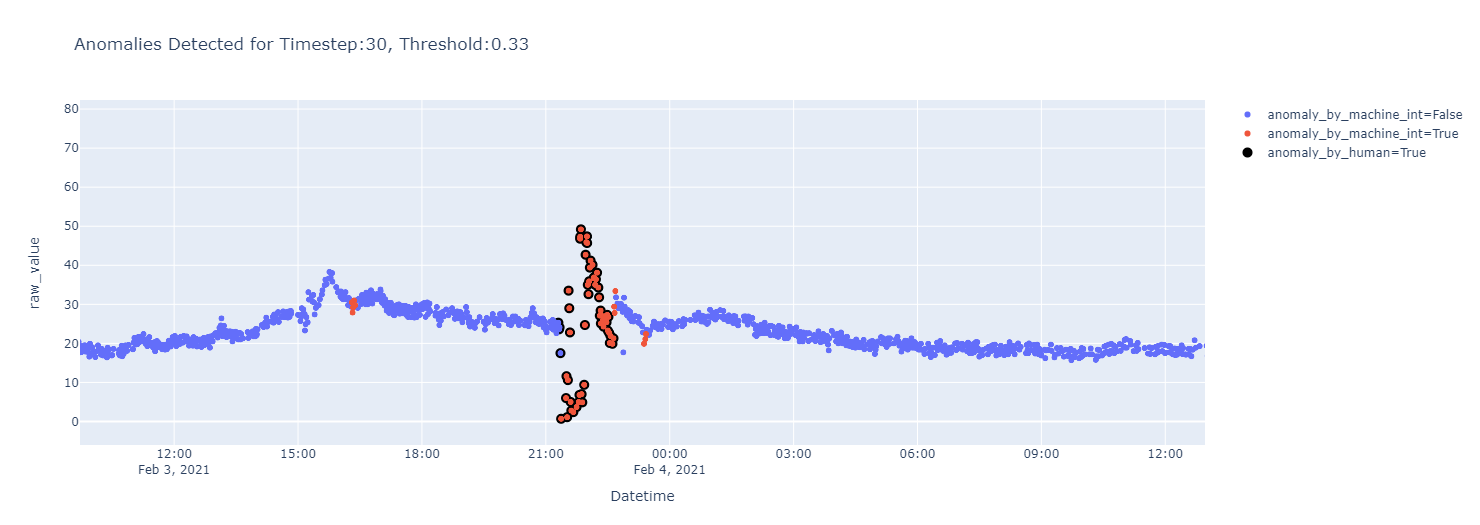 Anomalies Detected for Timestep:30, Threshold:0.33
anomaly_by_machine_int=False
anomaly_by_machine_int=True
anomaly_by_human=True
80
70
60
50
40
30
20
10
0
raw_value
12:00 15:00 18:00 21:00 00:00 03:00 06:00 09:00 12:00
Feb 3, 2021 Feb 4, 2021
Datetime